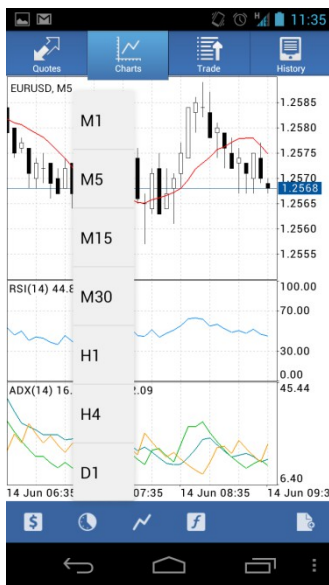 11:35
Quotes
Charts
Trade
History
EURUSD, M5
M1
M5
M15
M30
H1
H4
D1
1.2585
1.2580
1.2575
1.2570
1.2568
1.2565
1.2560
1.2555
RSI(14) 44.8
100.00
70.00
30.00
0.00
ADX(14) 16.
2.09
45.44
6.40
14 Jun 06:35
07:35
14 Jun 08:35
14 Jun 09:3
$
f